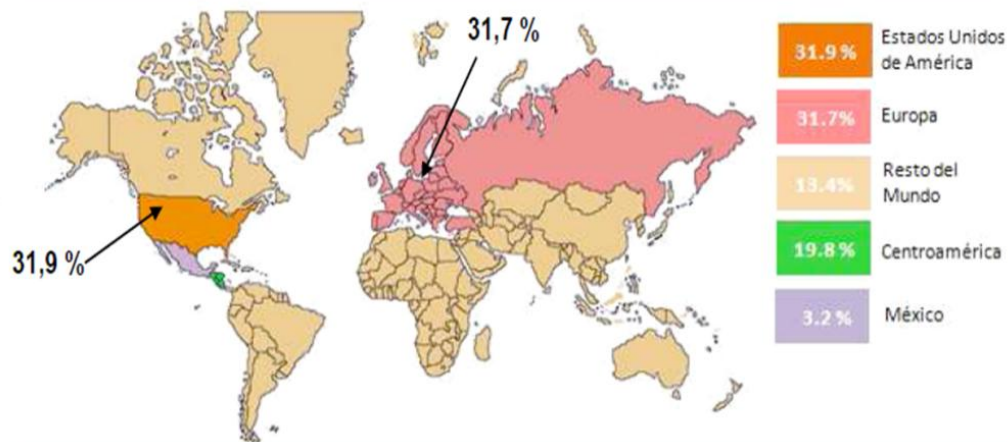 31,7 %
31,9 %
31.9 %
Estados Unidos
de América
31.7%
Europa
13.4%
Resto del
Mundo
19.8 %
Centroamérica
3.2 %
México